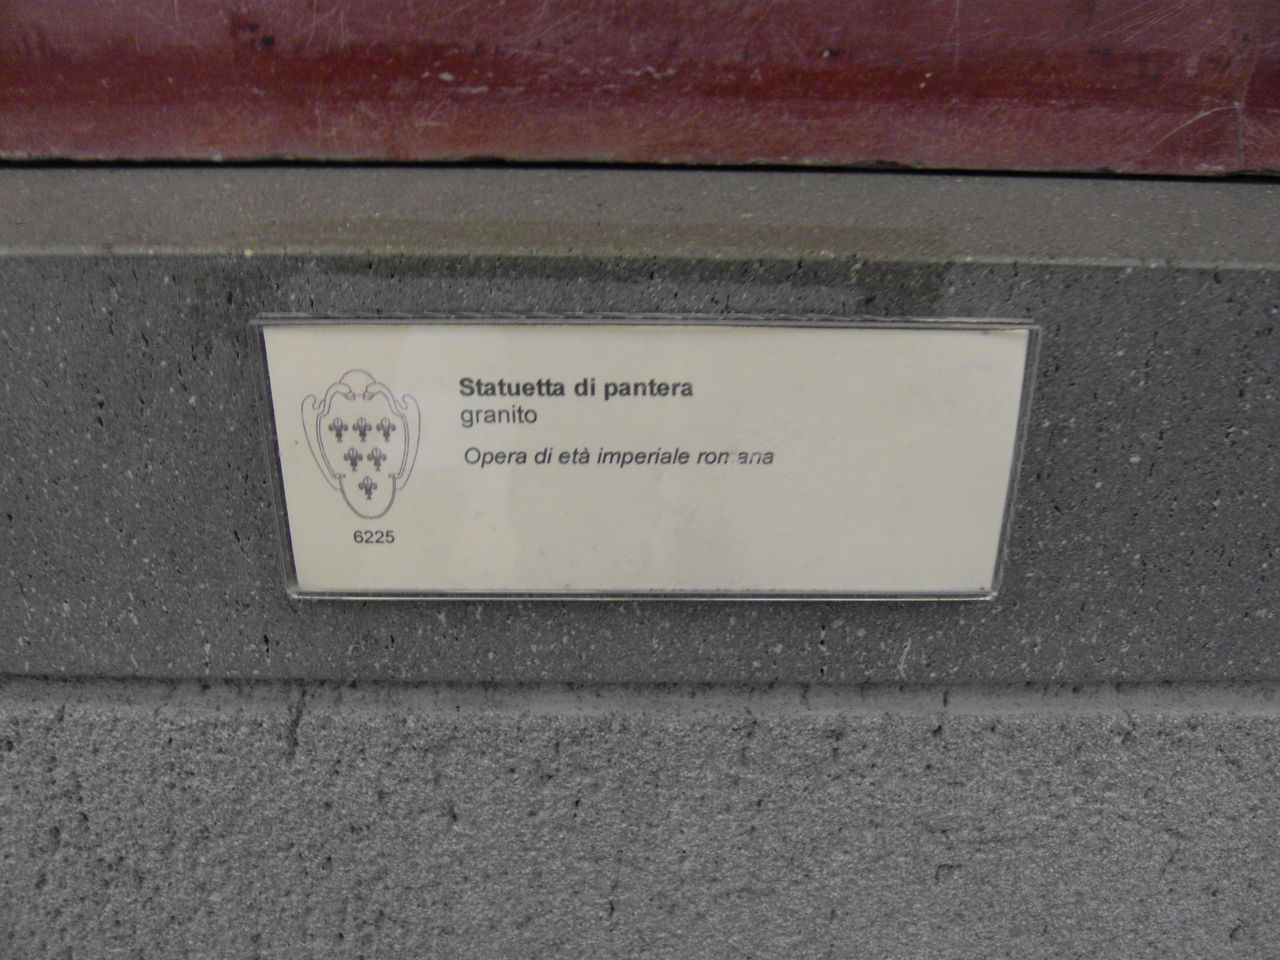 Statuetta di pantera
granito
Opera di età imperiale romana
6225